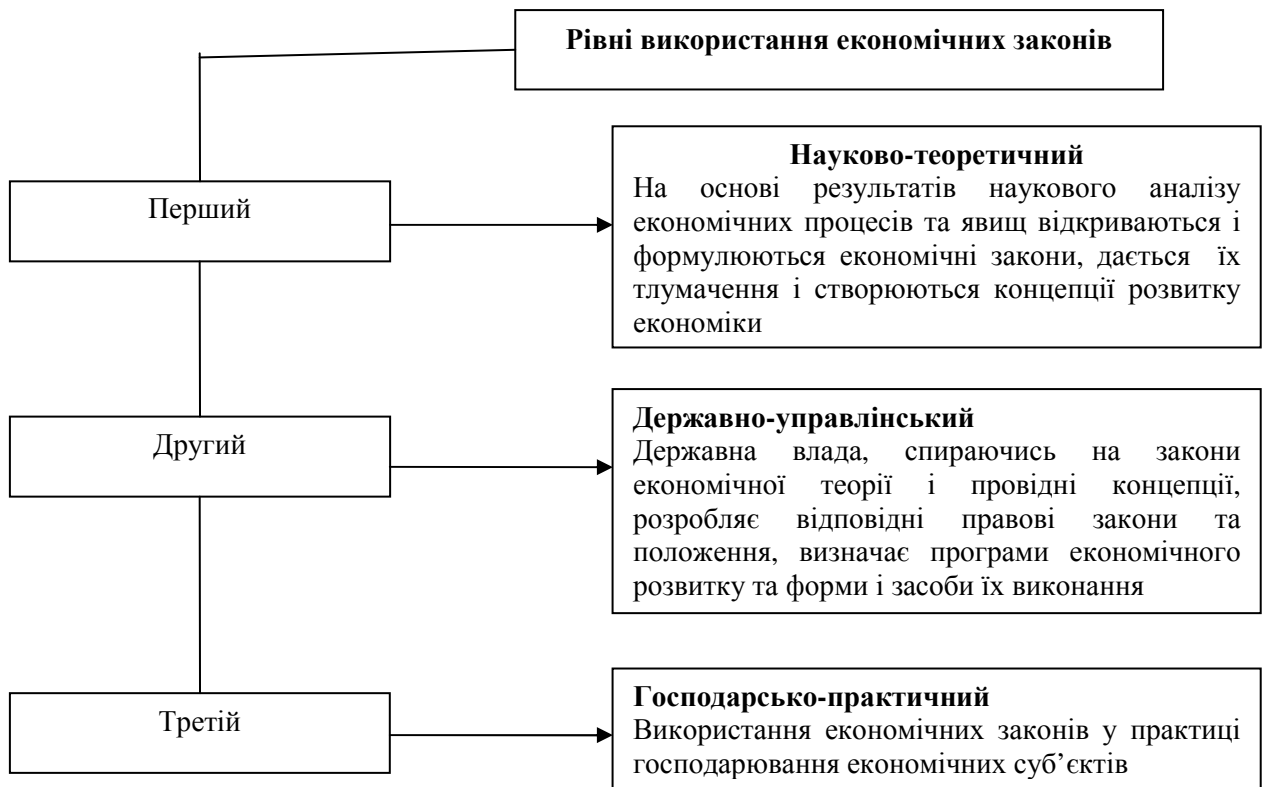 Рівні використання економічних законів
Перший
Науково-теоретичний
На основі результатів наукового аналізу
економічних процесів та явищ відкриваються і
формулюються економічні закони, дається їх
тлумачення і створюються концепції розвитку
економіки
Другий
Державно-управлінський
Державна влада, спираючись на закони
економічної теорії і провідні концепції,
розробляє відповідні правові закони та
положення, визначає програми економічного
розвитку та форми і засоби їх виконання
Третій
Господарсько-практичний
Використання економічних законів у практиці
господарювання економічних суб’єктів